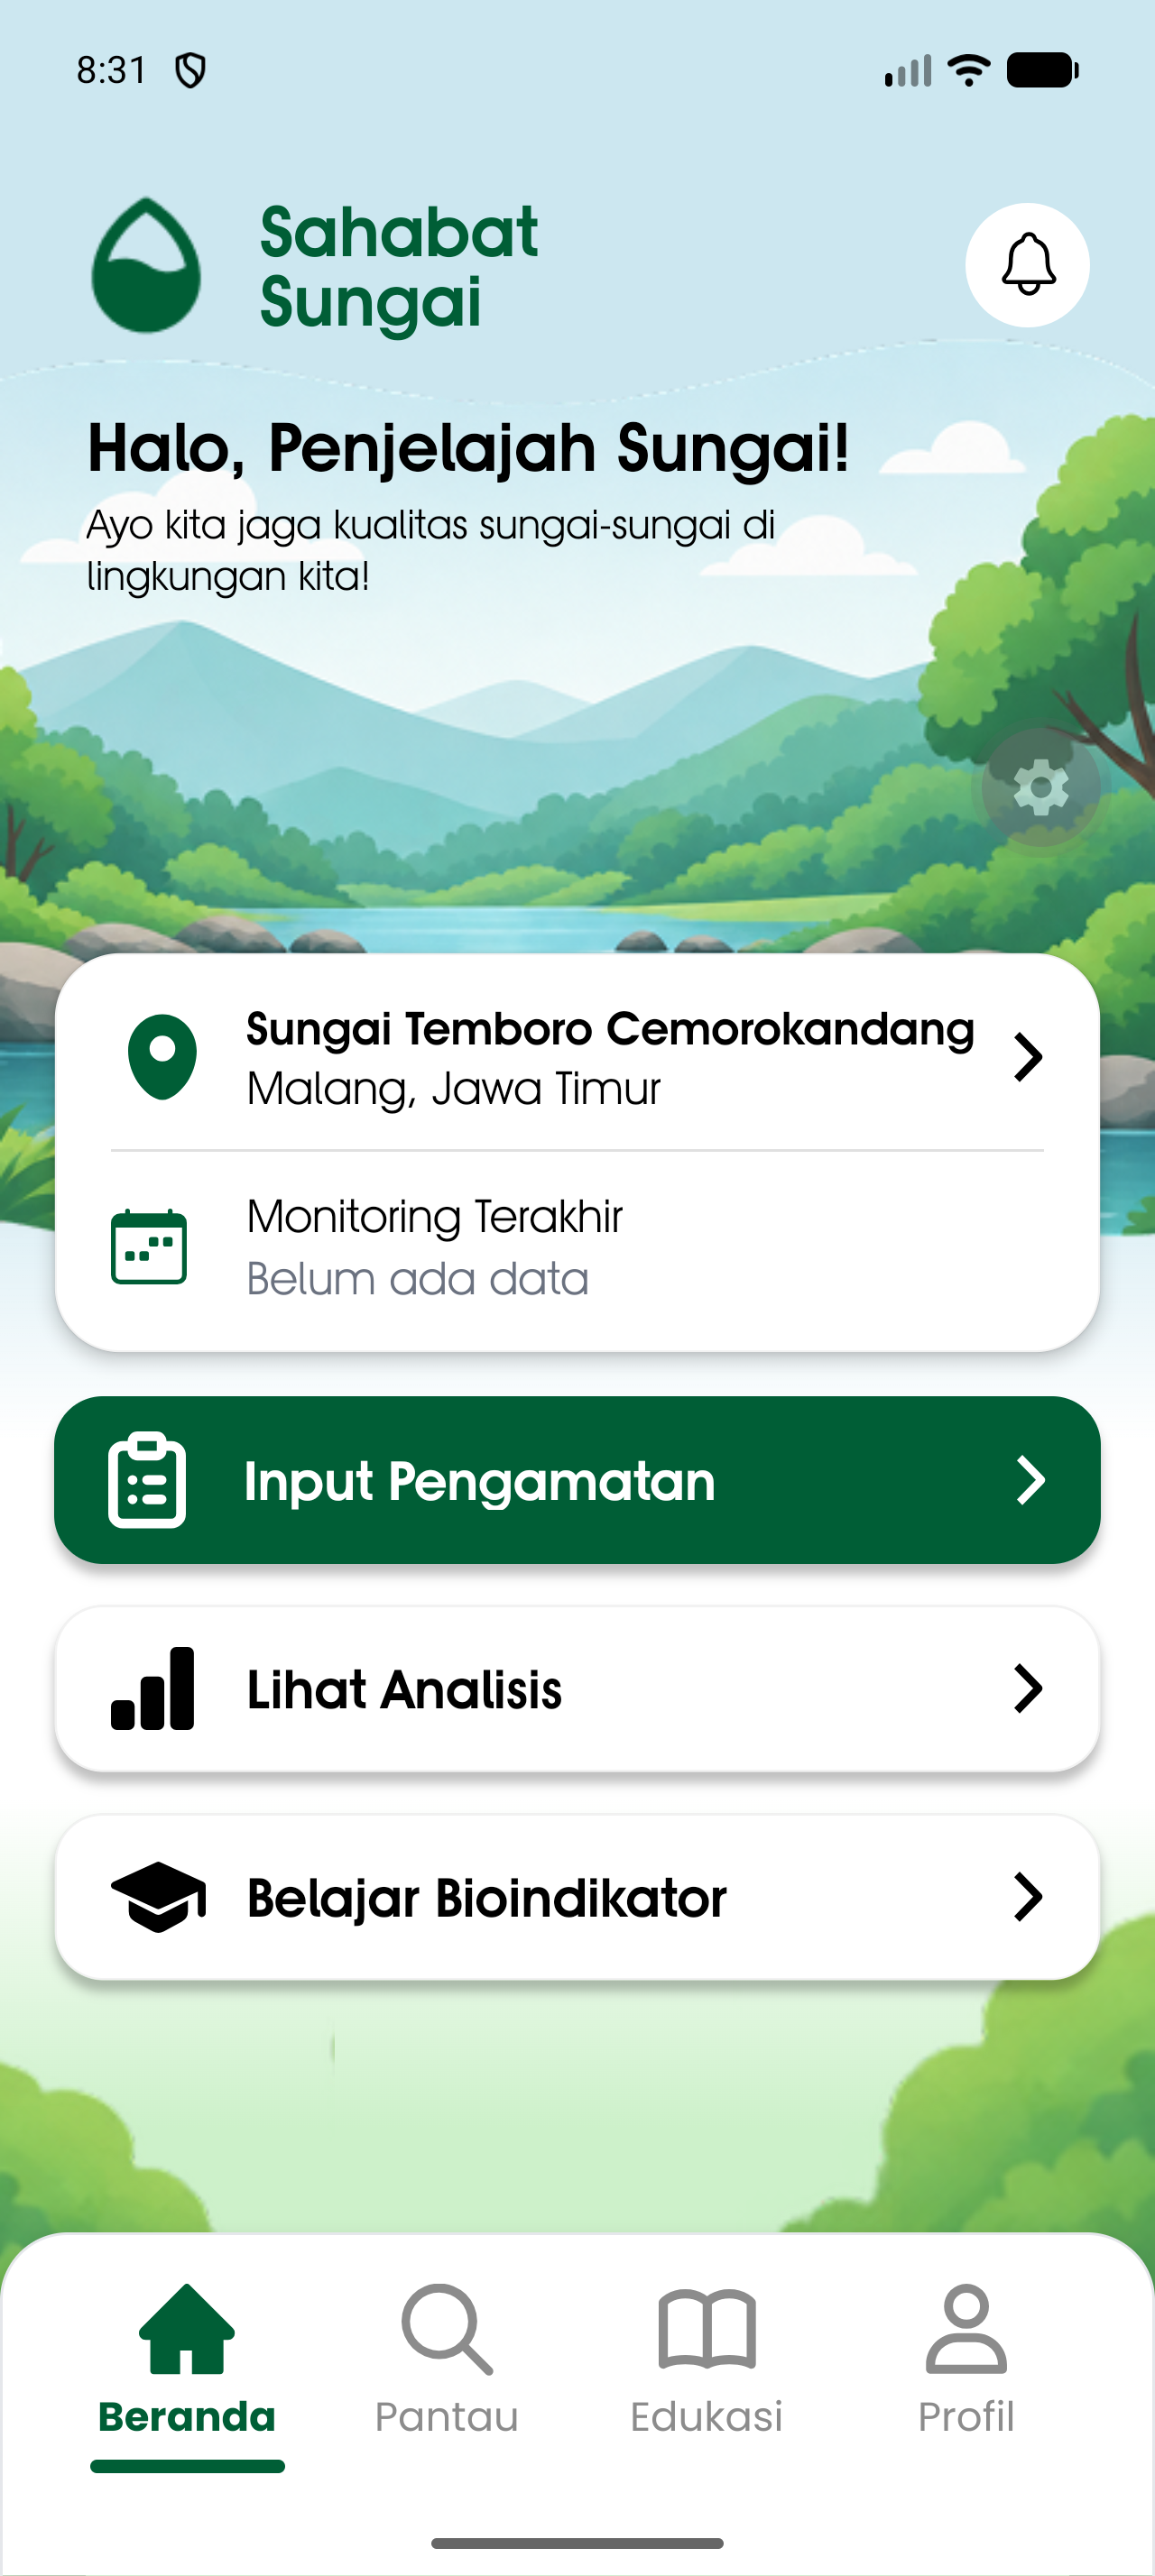 8:31
Sahabat
Sungai
Halo, Penjelajah Sungai!
Ayo kita jaga kualitas sungai-sungai di
lingkungan kita!
Sungai Temboro Cemorokandang
Malang, Jawa Timur
Monitoring Terakhir
Belum ada data
Input Pengamatan
Lihat Analisis
Belajar Bioindikator
Beranda
Pantau
Edukasi
Profil